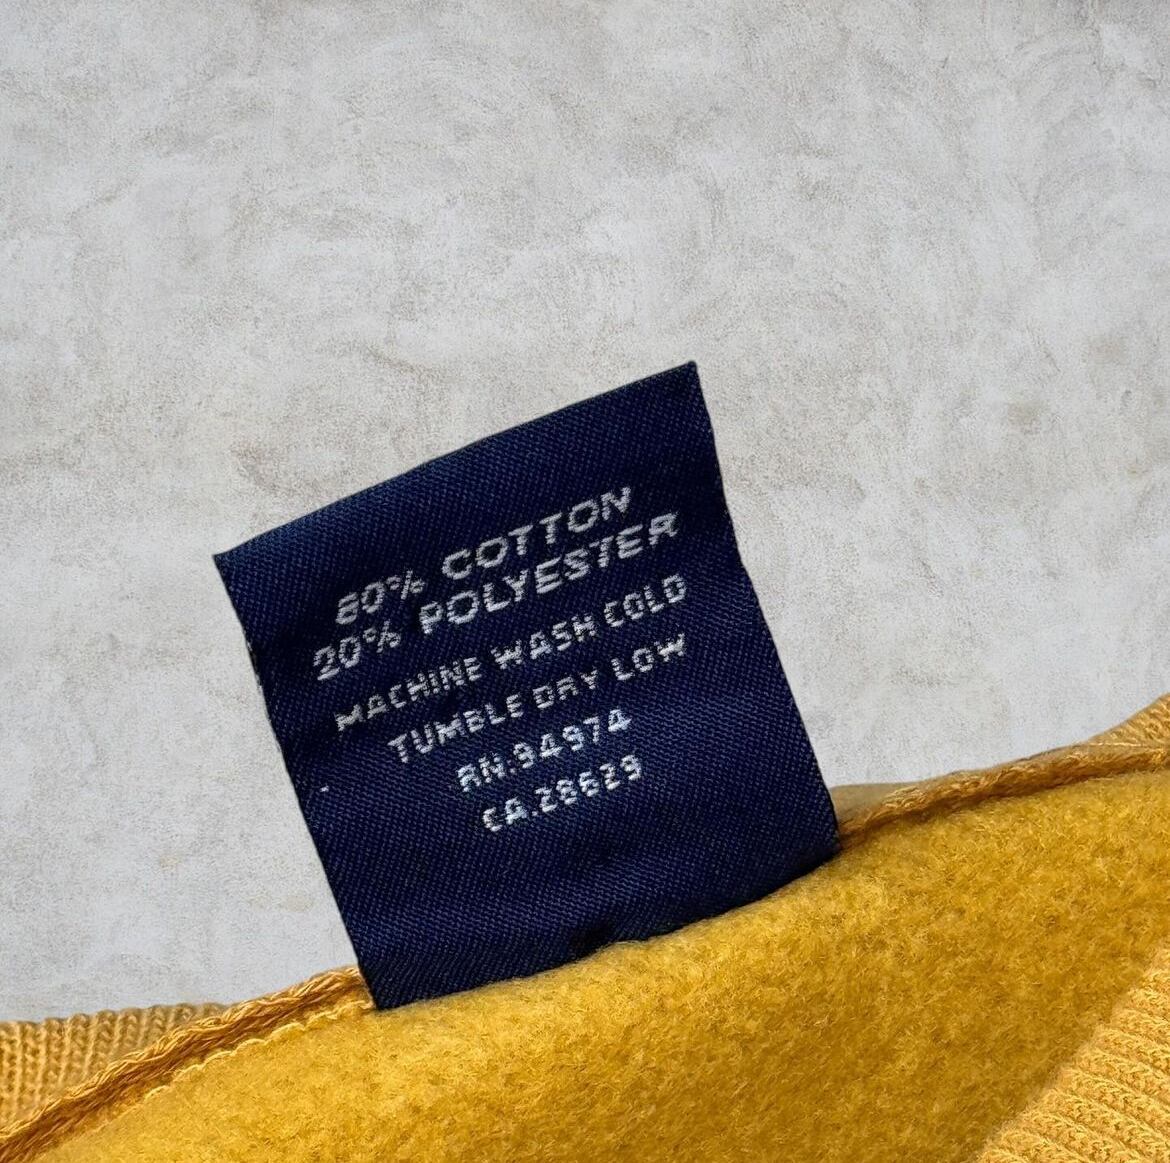 80% COTTON
20% POLYESTER
MACHINE WASH COLD
TUMBLE DRY LOW
RN.94974
CA.28629